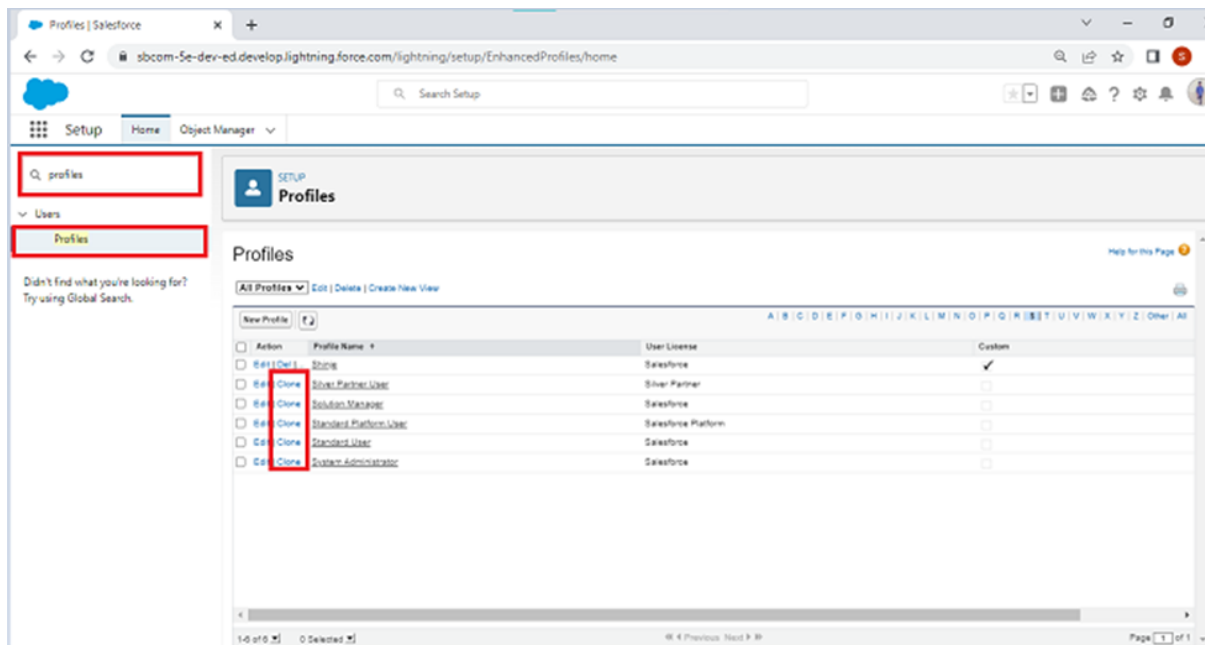 Profiles | Salesforce
sbcom-5e-dev-ed.develop.lightning.force.com/lightning/setup/EnhancedProfiles/home
S
Search Setup
Setup Home Object Manager
profiles
Users
Profiles
Didn't find what you're looking for?
Try using Global Search.
SETUP
Profiles
Profiles
Help for this Page
All Profiles Edit | Delete | Create New View
New Profile
A | B | C | D | E | F | G | H | I | J | K | L | M | N | O | P | Q | R | S | T | U | V | W | X | Y | Z | Other | All
Action Profile Name User License Custom
Edit | Del | ... Salesforce
Edit | Clone Silver Partner User Silver Partner
Edit | Clone Solution Manager Salesforce
Edit | Clone Standard Platform User Salesforce Platform
Edit | Clone Standard User Salesforce
Edit | Clone System Administrator Salesforce
1-6 of 6 0 Selected Previous Next Page 1 of 1